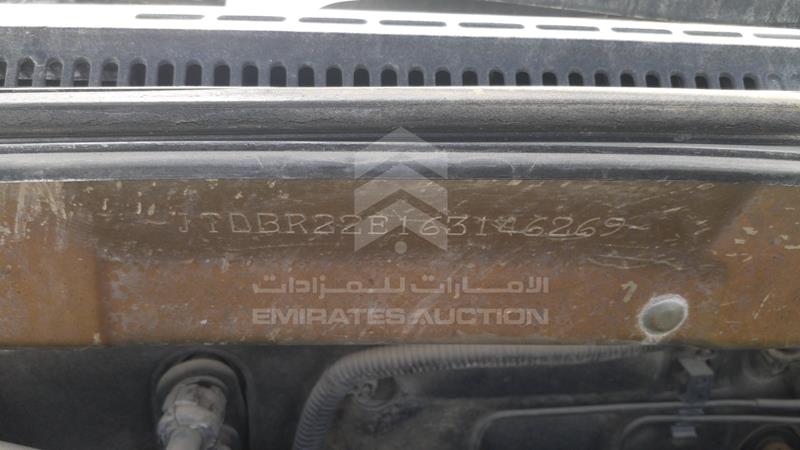 -JTDBR22E163146269-
الامارات للمزادات
EMIRATES AUCTION